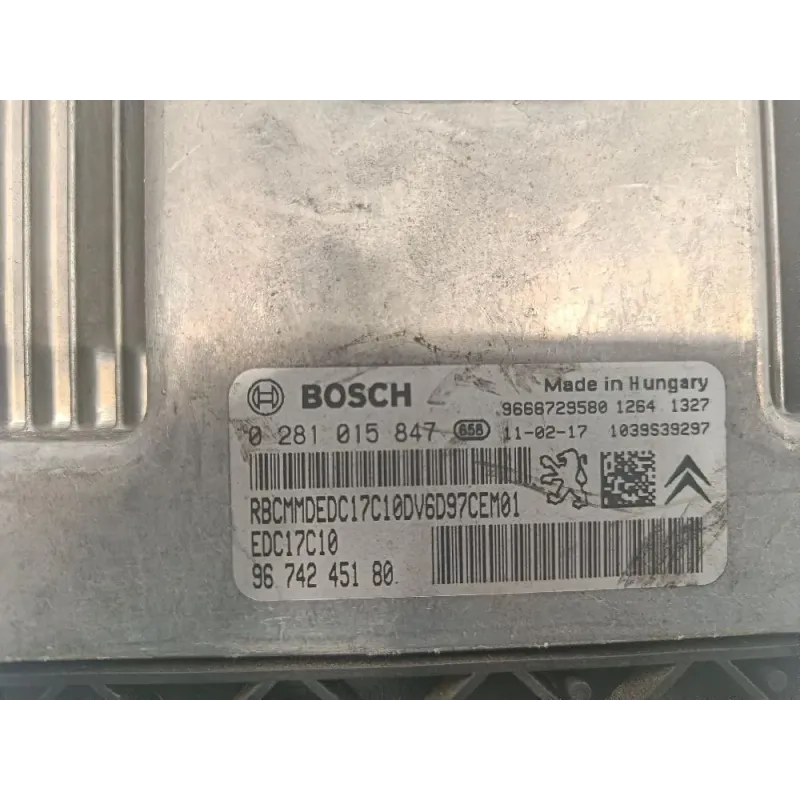 BOSCH
Made in Hungary
9668729580 1264 1327
0 281 015 847 658 11-02-17 1039S39297
RBCMMDEDC17C10DV6D97CEM01
EDC17C10
96 742 451 80